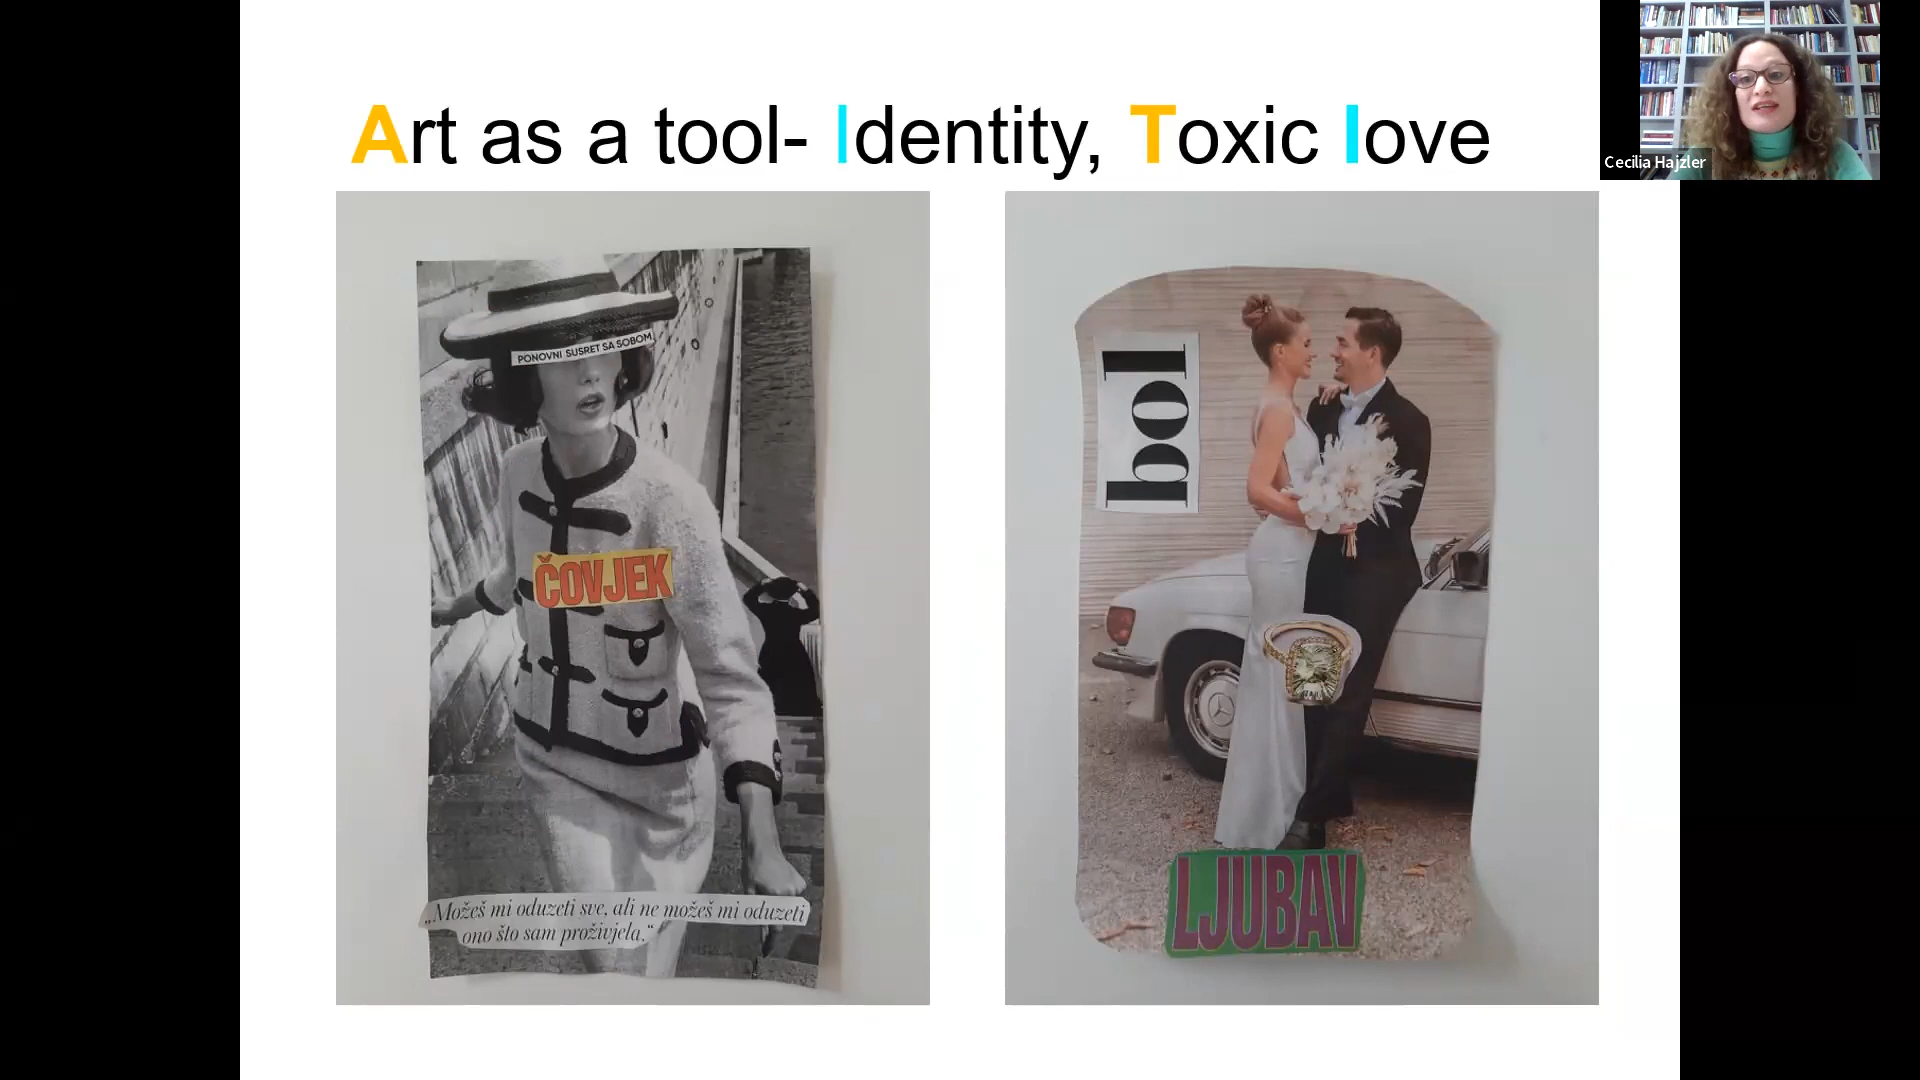 Art as a tool- Identity, Toxic love
Cecilia Hajzler
PONOVNI SUSRET SA SOBOM
ČOVJEK
„Možeš mi oduzeti sve, ali ne možeš mi oduzeti
ono što sam proživjela.“
bol
LJUBAV